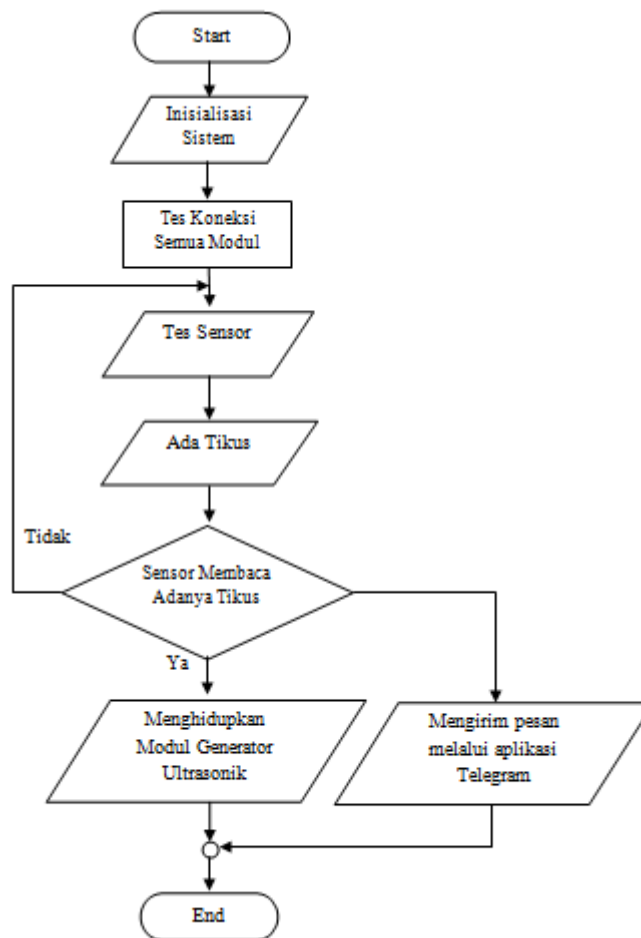 Start
Inisialisasi
Sistem
Tes Koneksi
Semua Modul
Tes Sensor
Ada Tikus
Tidak
Sensor Membaca
Adanya Tikus
Ya
Menghidupkan
Modul Generator
Ultrasonik
Mengirim pesan
melalui aplikasi
Telegram
End